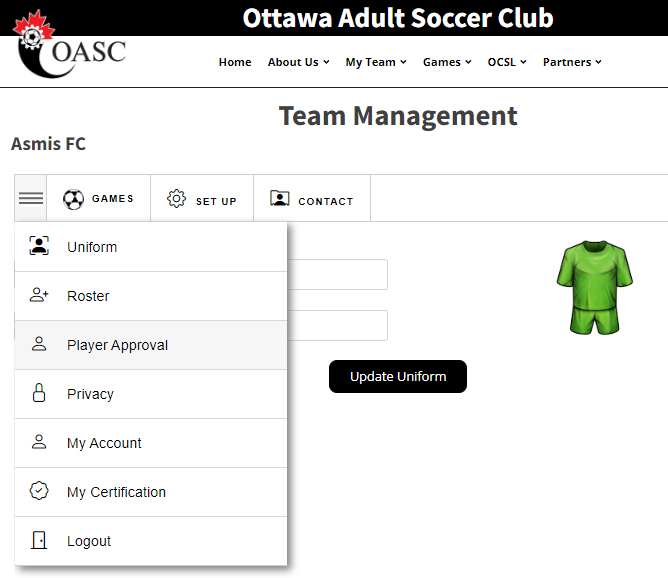 Ottawa Adult Soccer Club
OASC
Home About Us My Team Games OCSL Partners
Team Management
Asmis FC
GAMES SET UP CONTACT
Uniform
Roster
Player Approval
Update Uniform
Privacy
My Account
My Certification
Logout